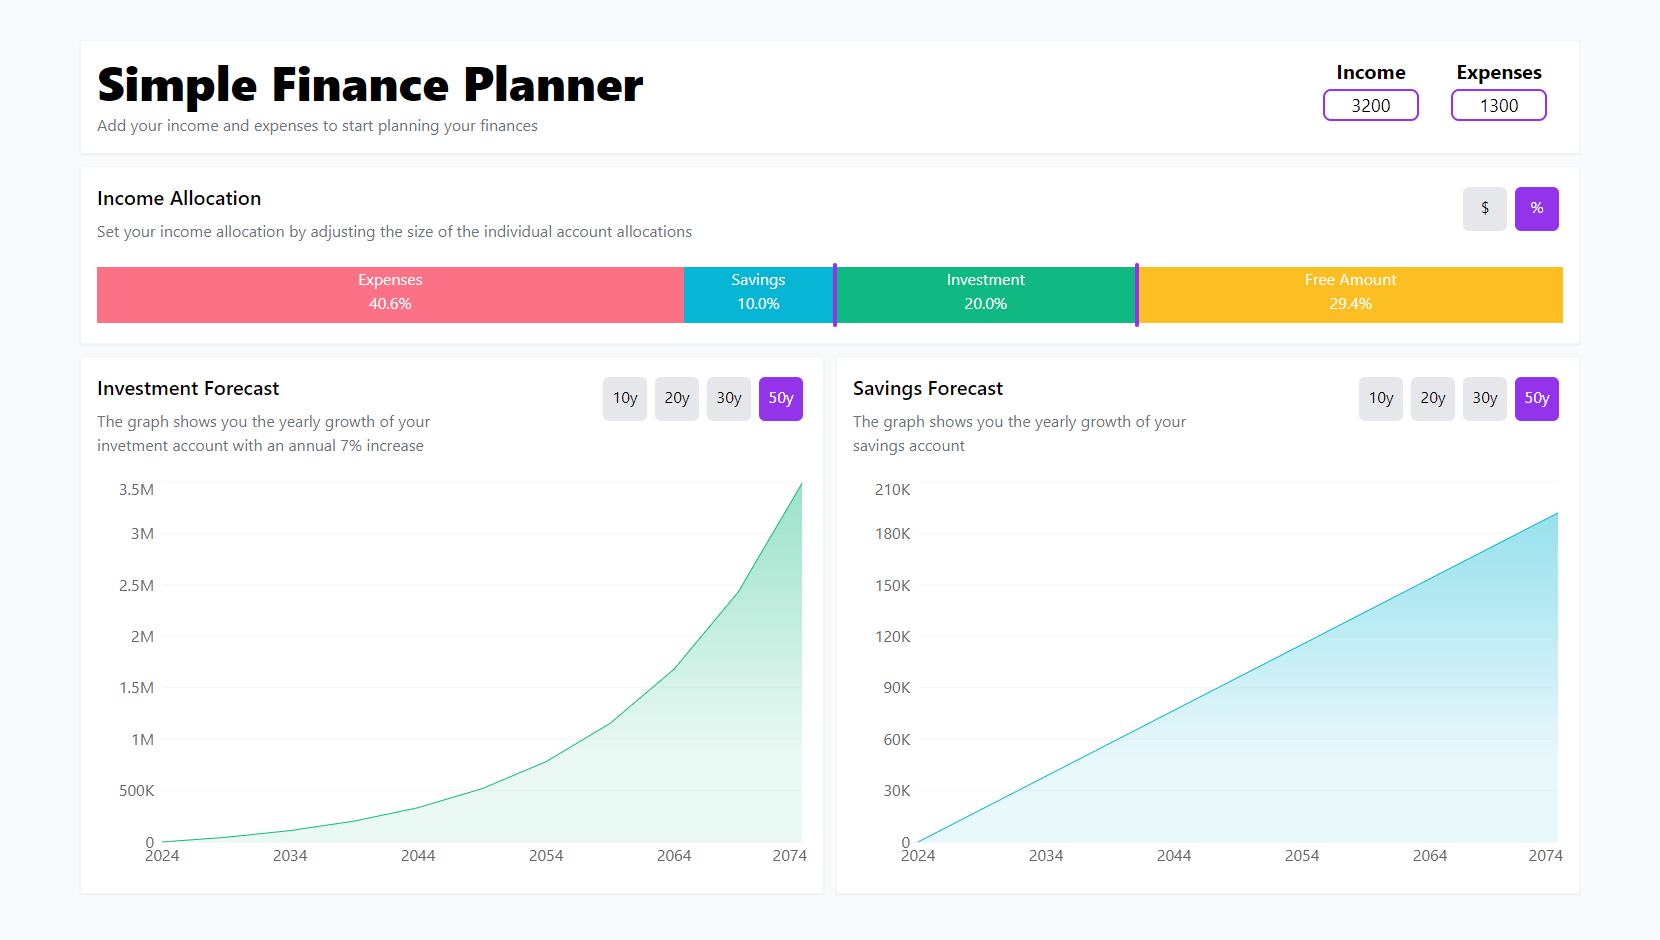 Simple Finance Planner
Add your income and expenses to start planning your finances
Income
Expenses
3200
1300
Income Allocation
Set your income allocation by adjusting the size of the individual account allocations
$
%
Expenses
40.6%
Savings
10.0%
Investment
20.0%
Free Amount
29.4%
Investment Forecast
The graph shows you the yearly growth of your
invetment account with an annual 7% increase
10y
20y
30y
50y
3.5M
3M
2.5M
2M
1.5M
1M
500K
0
2024
2034
2044
2054
2064
2074
Savings Forecast
The graph shows you the yearly growth of your
savings account
10y
20y
30y
50y
210K
180K
150K
120K
90K
60K
30K
0
2024
2034
2044
2054
2064
2074